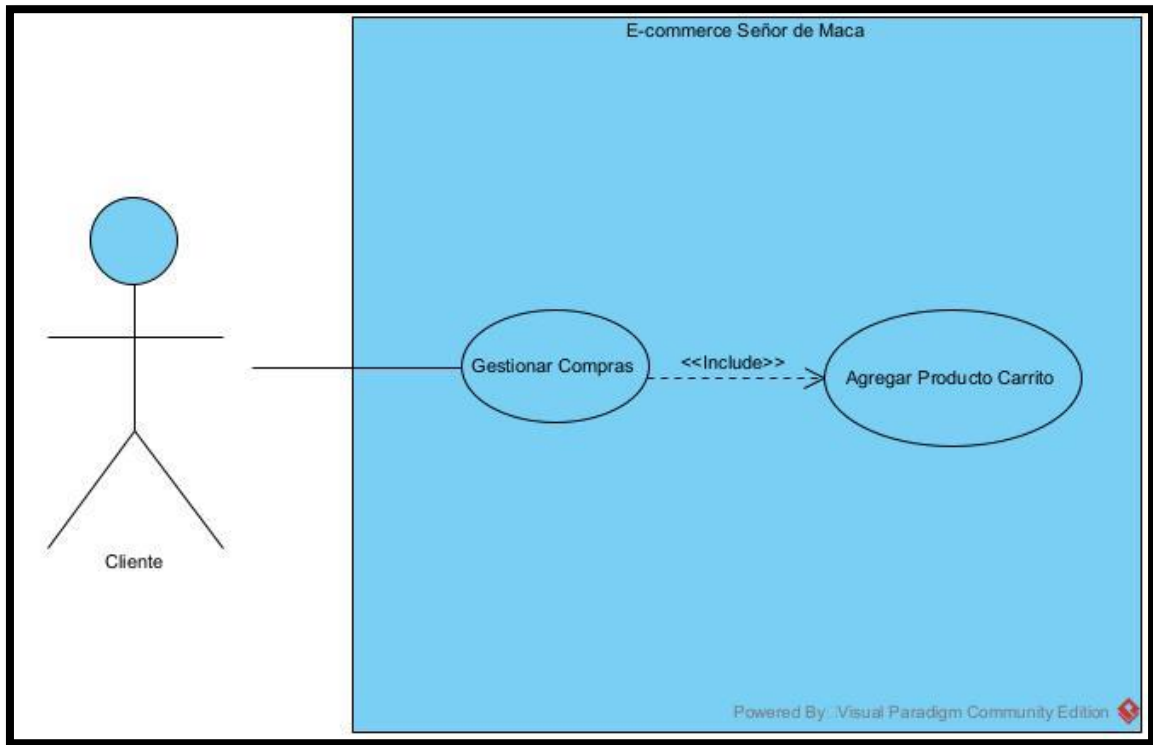 E-commerce Señor de Maca
Gestionar Compras
<<Include>>
Agregar Producto Carrito
Cliente
Powered By: Visual Paradigm Community Edition